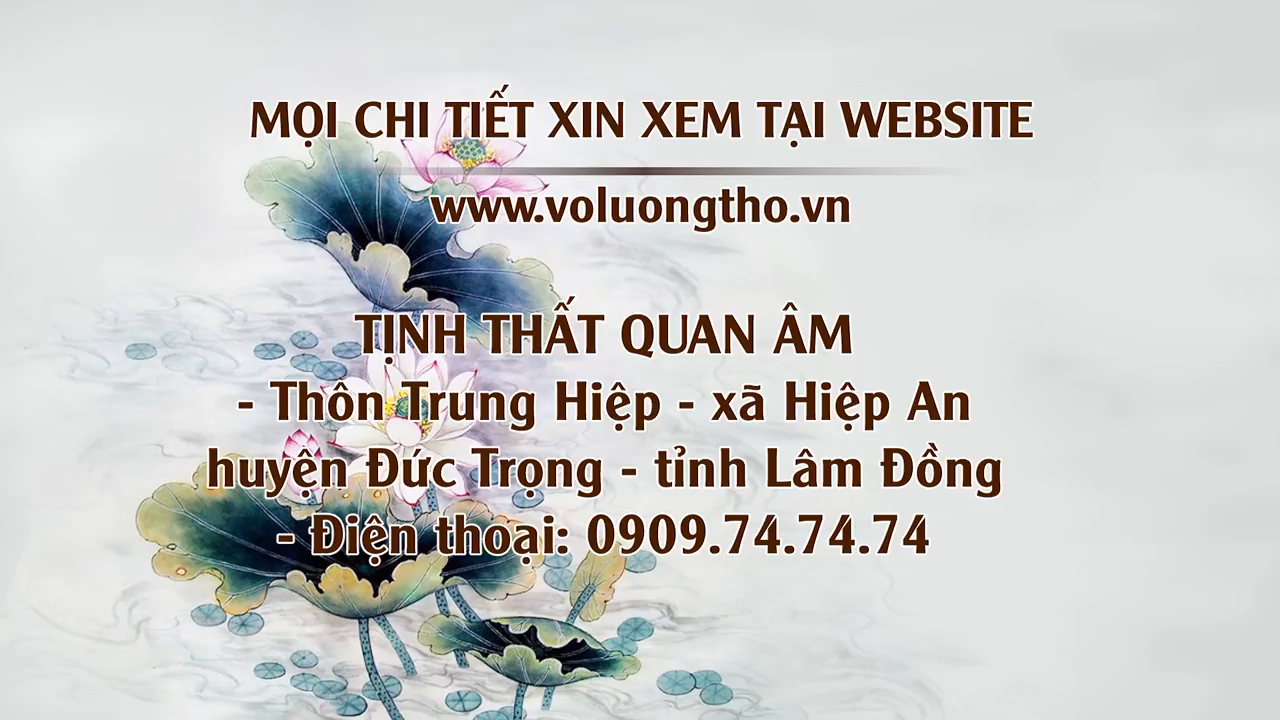 MỌI CHI TIẾT XIN XEM TẠI WEBSITE
www.voluongtho.vn
TỊNH THẤT QUAN ÂM
- Thôn Trung Hiệp - xã Hiệp An
huyện Đức Trọng - tỉnh Lâm Đồng
- Điện thoại: 0909.74.74.74